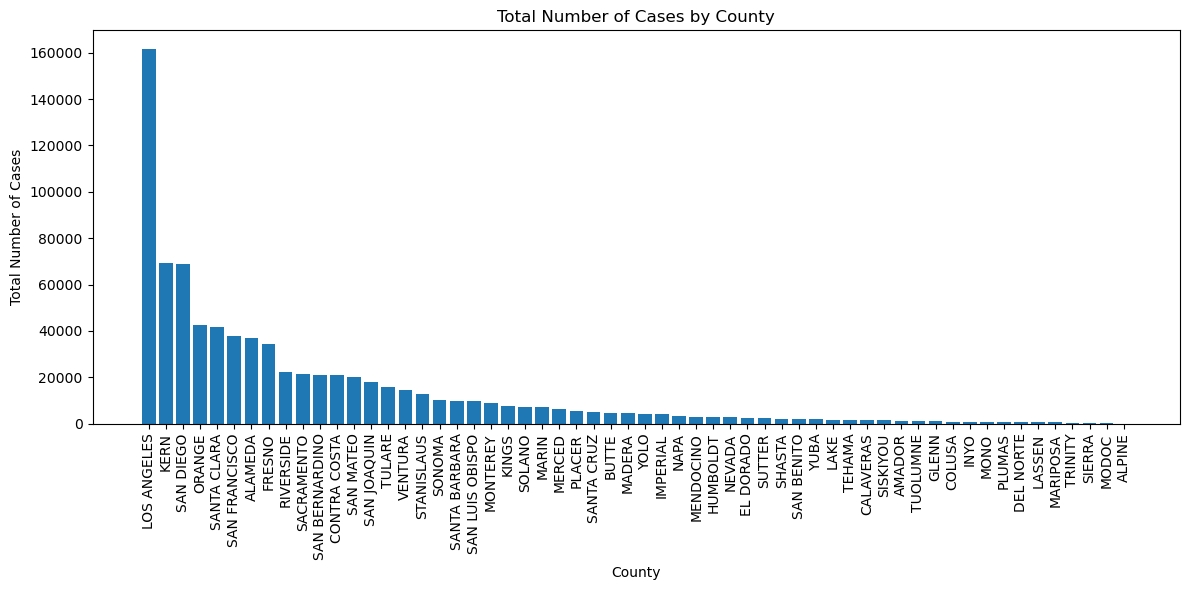 Total Number of Cases by County
Total Number of Cases
160000
140000
120000
100000
80000
60000
40000
20000
0
LOS ANGELES
KERN
SAN DIEGO
ORANGE
SANTA CLARA
SAN FRANCISCO
ALAMEDA
FRESNO
RIVERSIDE
SACRAMENTO
SAN BERNARDINO
CONTRA COSTA
SAN MATEO
SAN JOAQUIN
TULARE
VENTURA
STANISLAUS
SONOMA
SANTA BARBARA
SAN LUIS OBISPO
MONTEREY
KINGS
SOLANO
MARIN
MERCED
PLACER
SANTA CRUZ
BUTTE
MADERA
YOLO
IMPERIAL
NAPA
MENDOCINO
HUMBOLDT
NEVADA
EL DORADO
SUTTER
SHASTA
SAN BENITO
YUBA
LAKE
TEHAMA
CALAVERAS
SISKIYOU
AMADOR
TUOLUMNE
GLENN
COLUSA
INYO
MONO
PLUMAS
DEL NORTE
LASSEN
MARIPOSA
TRINITY
SIERRA
MODOC
ALPINE
County